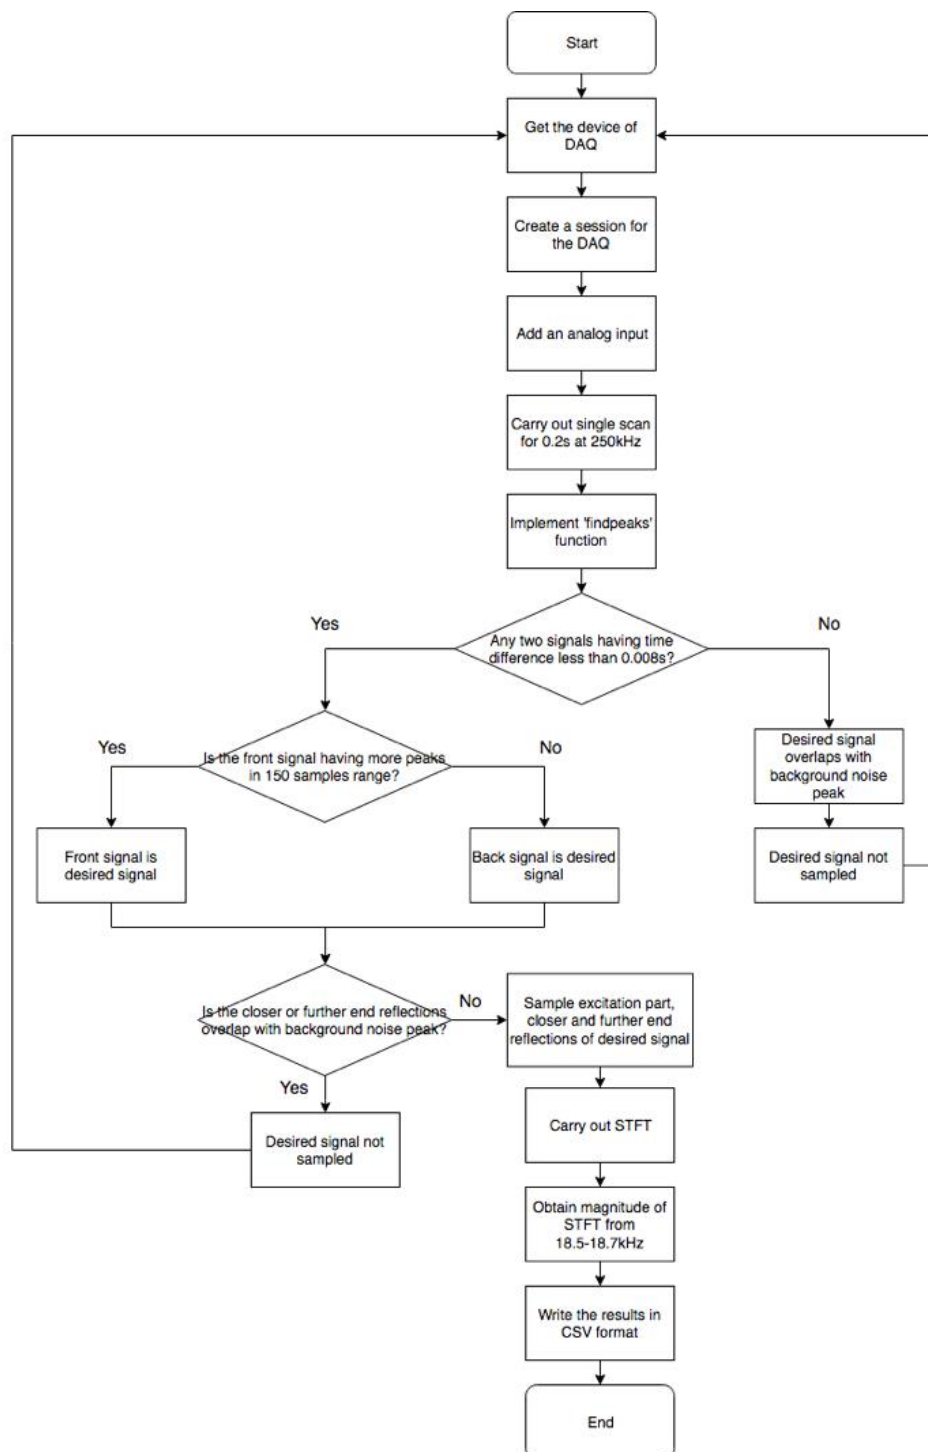 Start
Get the device of
DAQ
Create a session for
the DAQ
Add an analog input
Carry out single scan
for 0.2s at 250kHz
Implement 'findpeaks'
function
Any two signals having time
difference less than 0.008s?
Yes
No
Is the front signal having more peaks
in 150 samples range?
Yes
No
Desired signal
overlaps with
background noise
peak
Front signal is
desired signal
Back signal is desired
signal
Desired signal not
sampled
Is the closer or further end reflections
overlap with background noise peak?
No
Yes
Sample excitation part,
closer and further end
reflections of desired signal
Desired signal not
sampled
Carry out STFT
Obtain magnitude of
STFT from
18.5-18.7kHz
Write the results in
CSV format
End